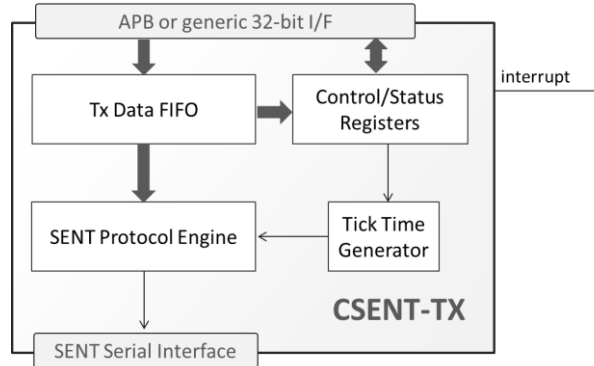 APB or generic 32-bit I/F
interrupt
Tx Data FIFO
Control/Status
Registers
SENT Protocol Engine
Tick Time
Generator
CSENT-TX
SENT Serial Interface